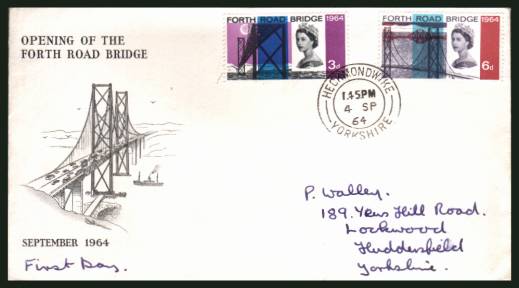 OPENING OF THE
FORTH ROAD BRIDGE
FORTH ROAD BRIDGE 1964
3d
FORTH ROAD BRIDGE 1964
6d
HECKMONDWIKE
1.45PM
4 SP
64
YORKSHIRE
P. Walley.
189. Yews Hill Road.
Lockwood
Huddersfield
Yorkshire.
SEPTEMBER 1964
First Day.